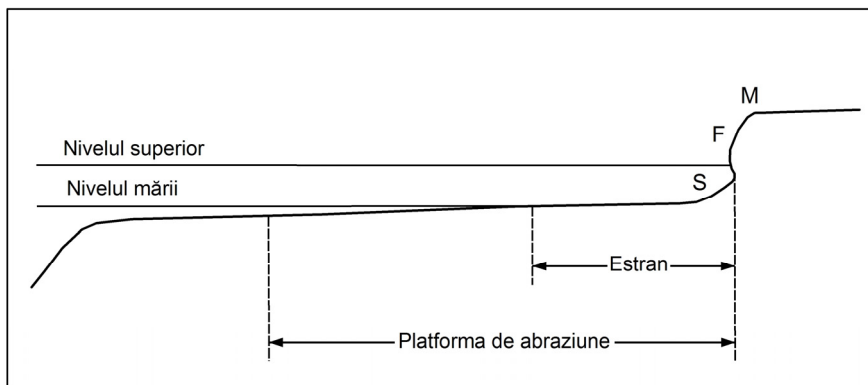 M
F
Nivelul superior
S
Nivelul mării
Estran
Platforma de abraziune